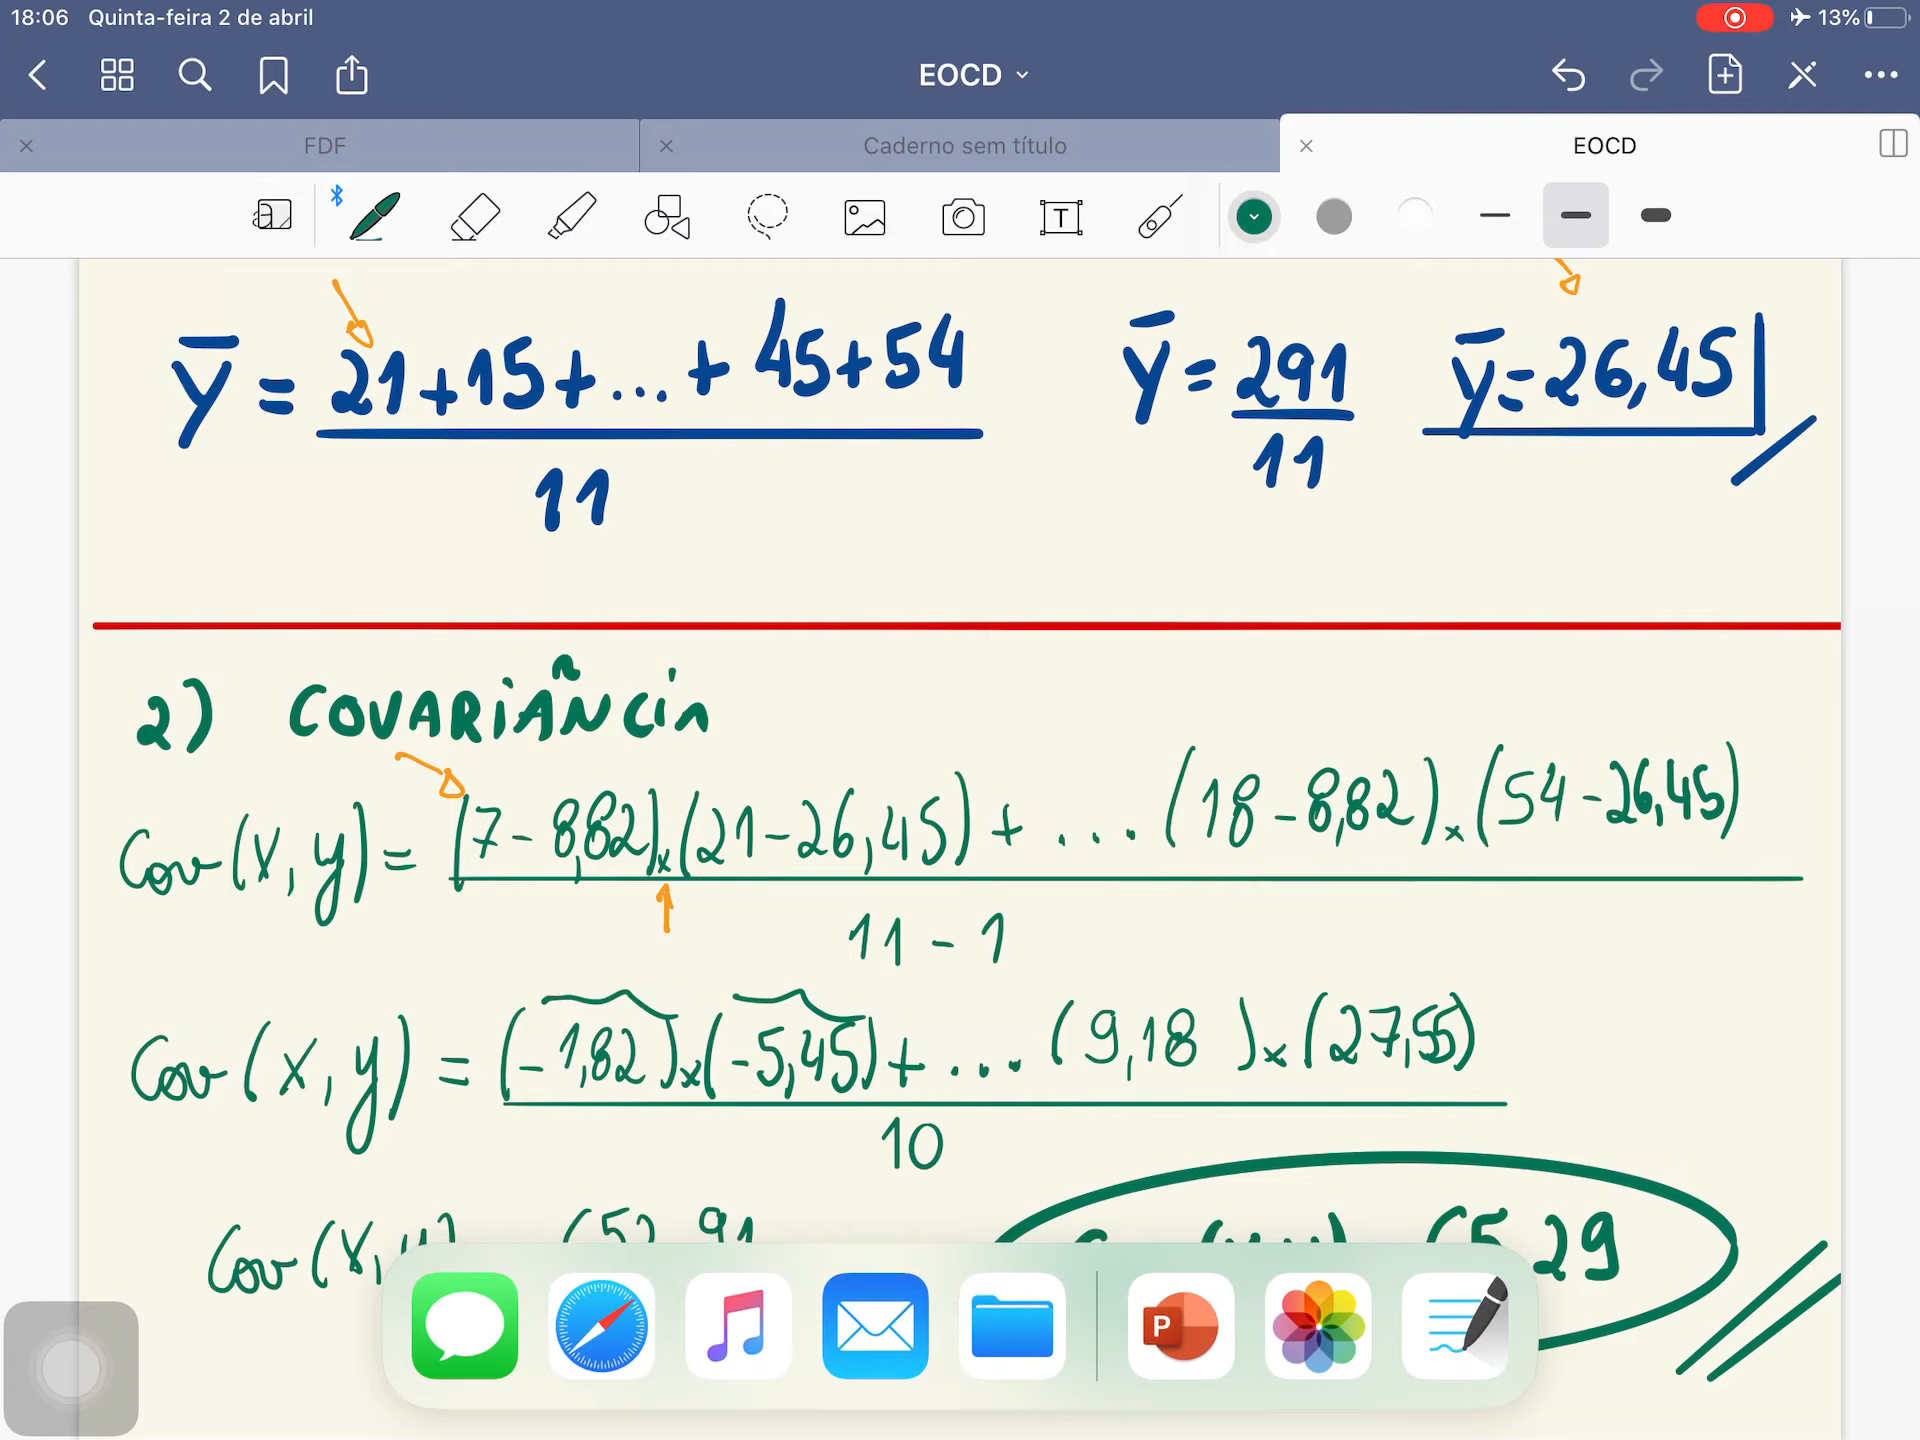 18:06 Quinta-feira 2 de abril 13%
EOCD
FDF Caderno sem título EOCD
T
ȳ = 21+15+...+45+54 ȳ = 291 ȳ = 26,45
11 11
2) COVARIÂNCIA
Cov(x,y) = (7-8,82)x(21-26,45)+ ... (18-8,82)x(54-26,45)
11 - 1
Cov(x,y) = (-1,82)x(-5,45)+ ... (9,18)x(27,55)
10
Cov(x,y 29
P